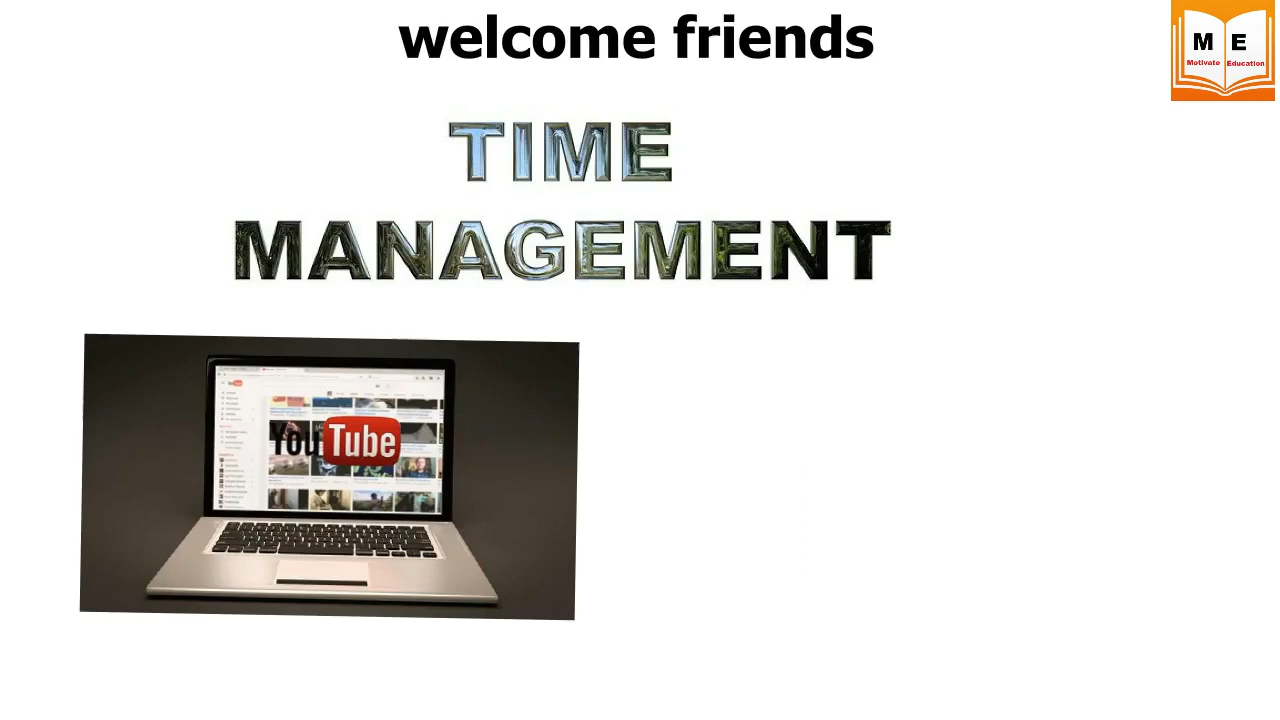 welcome friends
M E
Motivate Education
TIME
MANAGEMENT
YouTube